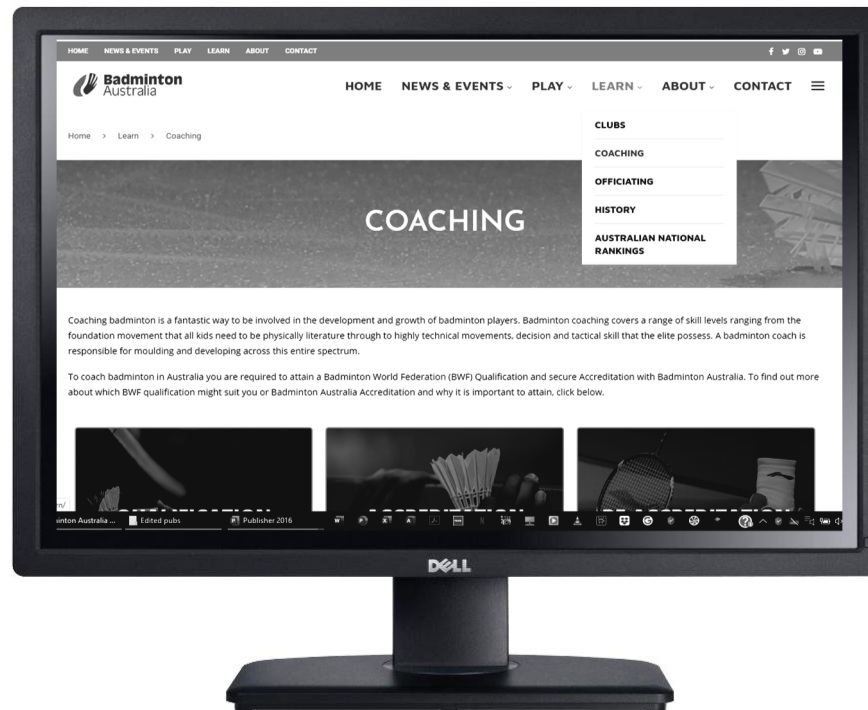 HOME NEWS & EVENTS PLAY LEARN ABOUT CONTACT
Badminton
Australia
HOME NEWS & EVENTS PLAY LEARN ABOUT CONTACT
Home > Learn > Coaching
CLUBS
COACHING
OFFICIATING
HISTORY
AUSTRALIAN NATIONAL
RANKINGS
COACHING
Coaching badminton is a fantastic way to be involved in the development and growth of badminton players. Badminton coaching covers a range of skill levels ranging from the
foundation movement that all kids need to be physically literature through to highly technical movements, decision and tactical skill that the elite possess. A badminton coach is
responsible for moulding and developing across this entire spectrum.
To coach badminton in Australia you are required to attain a Badminton World Federation (BWF) Qualification and secure Accreditation with Badminton Australia. To find out more
about which BWF qualification might suit you or Badminton Australia Accreditation and why it is important to attain, click below.
rn/
inton Australia ... Edited pubs Publisher 2016
DELL